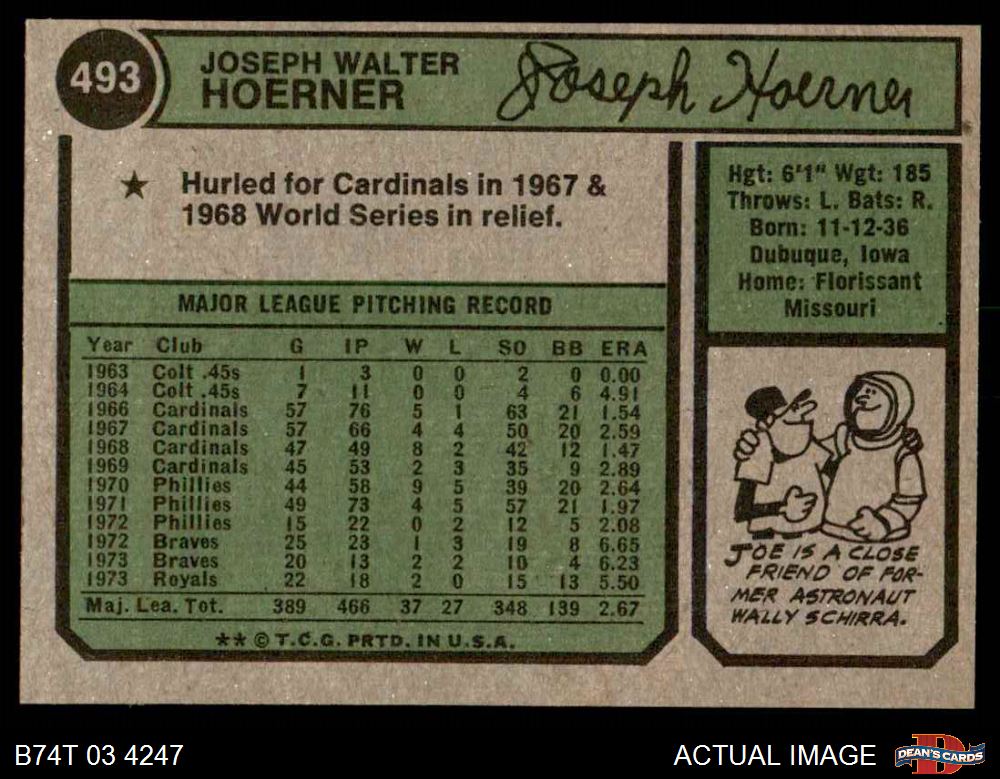 493
JOSEPH WALTER
HOERNER
Joseph Hoerner
★ Hurled for Cardinals in 1967 &
1968 World Series in relief.
MAJOR LEAGUE PITCHING RECORD
Year Club G IP W L SO BB ERA
1963 Colt .45s 1 3 0 0 2 0 0.00
1964 Colt .45s 7 11 0 0 4 6 4.91
1966 Cardinals 57 76 5 1 63 21 1.54
1967 Cardinals 57 66 4 4 50 20 2.59
1968 Cardinals 47 49 8 2 42 12 1.47
1969 Cardinals 45 53 2 3 35 9 2.89
1970 Phillies 44 58 9 5 39 20 2.64
1971 Phillies 49 73 4 5 57 21 1.97
1972 Phillies 15 22 0 2 12 5 2.08
1972 Braves 25 23 1 3 19 8 6.65
1973 Braves 20 13 2 2 10 4 6.23
1973 Royals 22 18 2 0 15 13 5.50
Maj. Lea. Tot. 389 466 37 27 348 139 2.67
** © T.C.G. PRTD. IN U.S.A.
Hgt: 6'1" Wgt: 185
Throws: L. Bats: R.
Born: 11-12-36
Dubuque, Iowa
Home: Florissant
Missouri
JOE IS A CLOSE
FRIEND OF FOR-
MER ASTRONAUT
WALLY SCHIRRA.
B74T 03 4247
ACTUAL IMAGE
DEAN'S CARDS